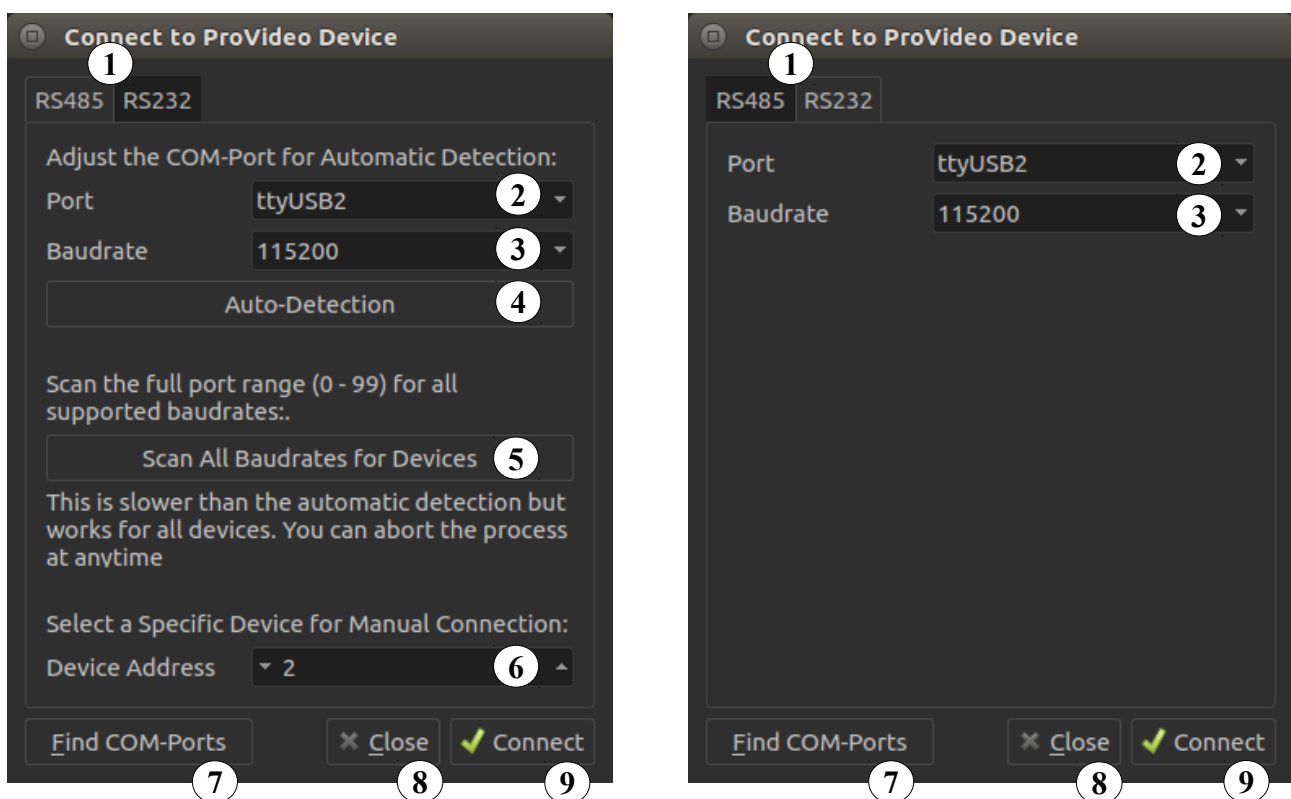 Connect to ProVideo Device
1
RS485 RS232
Adjust the COM-Port for Automatic Detection:
Port ttyUSB2 2
Baudrate 115200 3
Auto-Detection 4
Scan the full port range (0 - 99) for all
supported baudrates:.
Scan All Baudrates for Devices 5
This is slower than the automatic detection but
works for all devices. You can abort the process
at anytime
Select a Specific Device for Manual Connection:
Device Address 2 6
Find COM-Ports Close Connect
7 8 9
Connect to ProVideo Device
1
RS485 RS232
Port ttyUSB2 2
Baudrate 115200 3
Find COM-Ports Close Connect
7 8 9